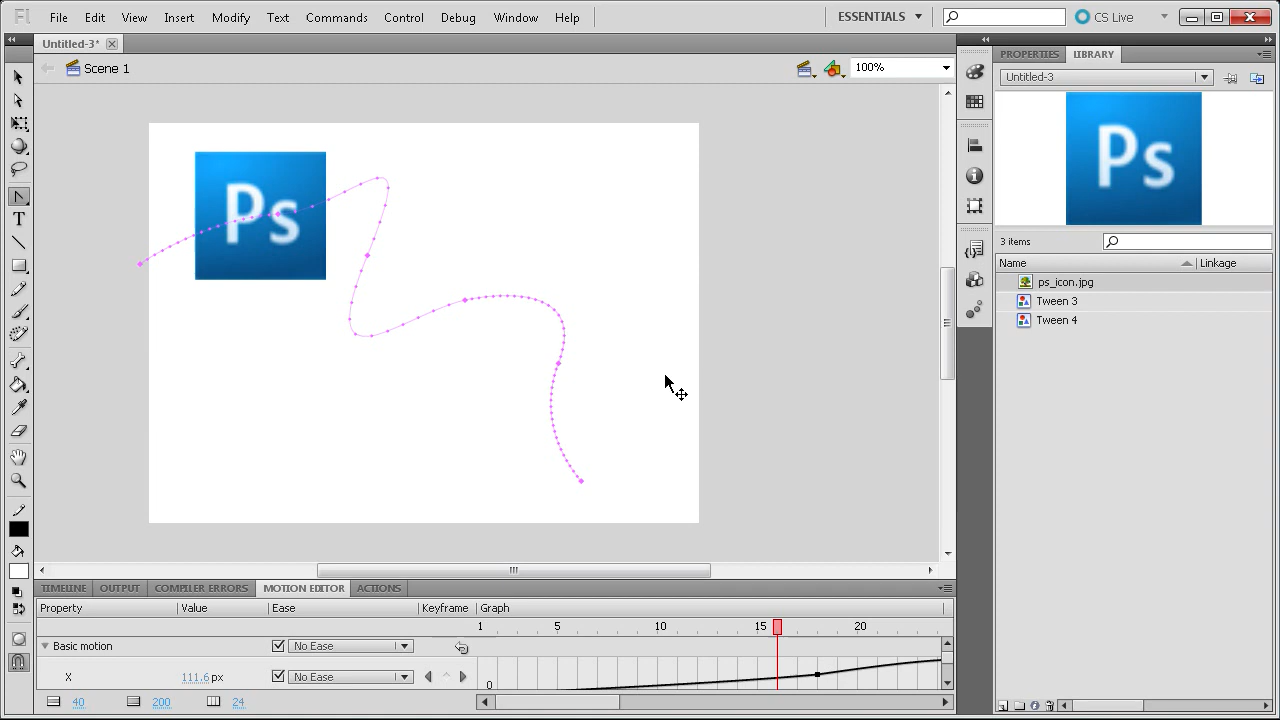 Fl File Edit View Insert Modify Text Commands Control Debug Window Help ESSENTIALS CS Live
Untitled-3*
Scene 1 100%
PROPERTIES LIBRARY
Untitled-3
Ps
Ps
3 items
Name Linkage
ps_icon.jpg
Tween 3
Tween 4
T
TIMELINE OUTPUT COMPILER ERRORS MOTION EDITOR ACTIONS
Property Value Ease Keyframe Graph
1 5 10 15 20
Basic motion No Ease
X 111.6 px No Ease 0
40 200 24